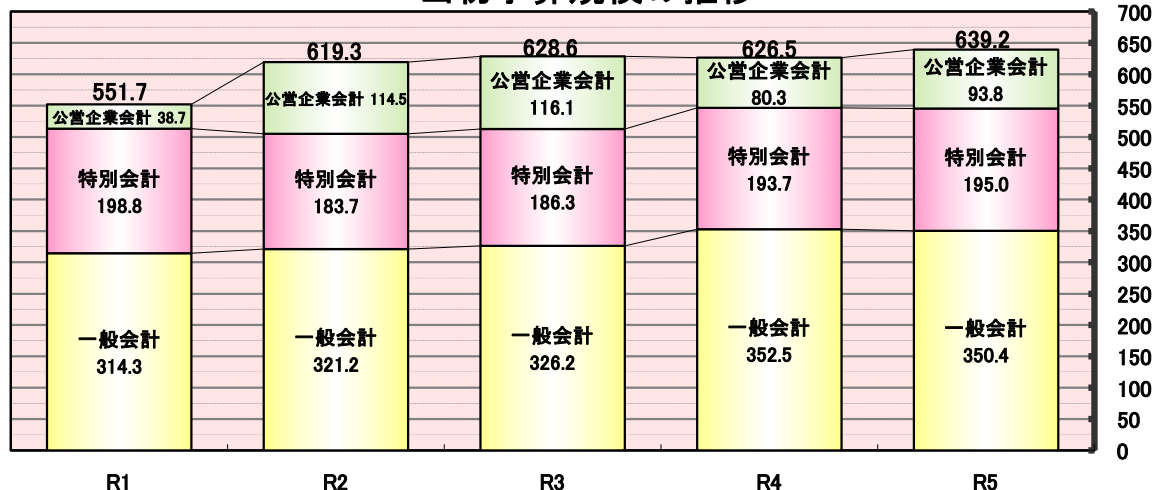 700
650
600
550
500
450
400
350
300
250
200
150
100
50
0
551.7
公営企業会計 38.7
特別会計
198.8
一般会計
314.3
619.3
公営企業会計 114.5
特別会計
183.7
一般会計
321.2
628.6
公営企業会計
116.1
特別会計
186.3
一般会計
326.2
626.5
公営企業会計
80.3
特別会計
193.7
一般会計
352.5
639.2
公営企業会計
93.8
特別会計
195.0
一般会計
350.4
R1 R2 R3 R4 R5